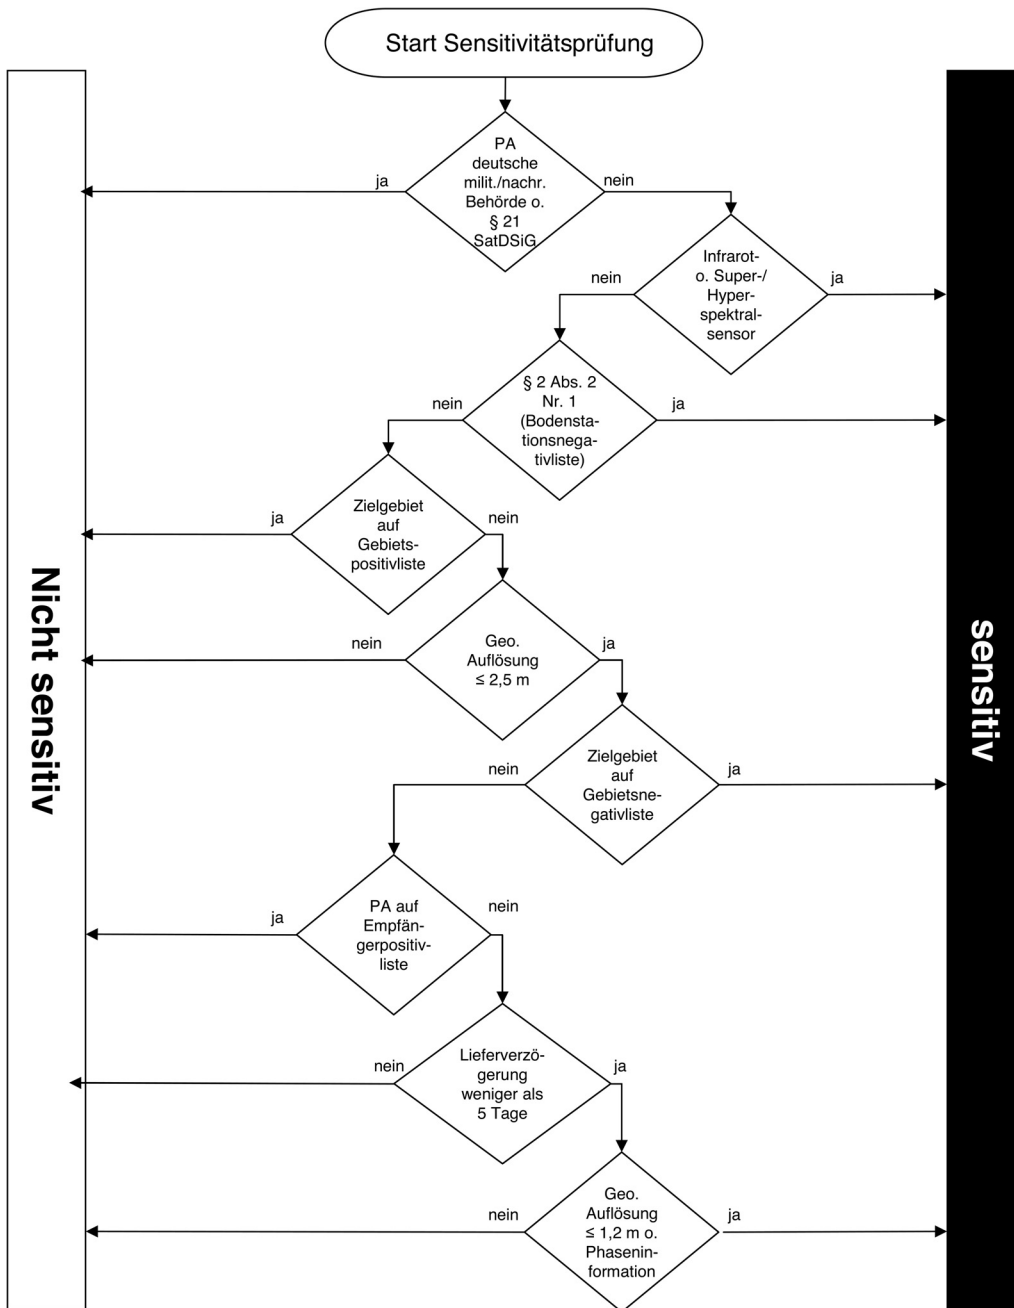 Start Sensitivitätsprüfung
PA
deutsche
milit./nachr.
Behörde o.
§ 21
SatDSiG
ja
nein
Infrarot-
o. Super-/
Hyper-
spektral-
sensor
nein
ja
§ 2 Abs. 2
Nr. 1
(Bodensta-
tionsnega-
tivliste)
nein
ja
Zielgebiet
auf
Gebiets-
positivliste
ja
nein
Geo.
Auflösung
≤ 2,5 m
nein
ja
Zielgebiet
auf
Gebietsne-
gativliste
nein
ja
PA auf
Empfän-
gerpositiv-
liste
ja
nein
Lieferverzö-
gerung
weniger als
5 Tage
nein
ja
Geo.
Auflösung
≤ 1,2 m o.
Phasenin-
formation
nein
ja
Nicht sensitiv
sensitiv